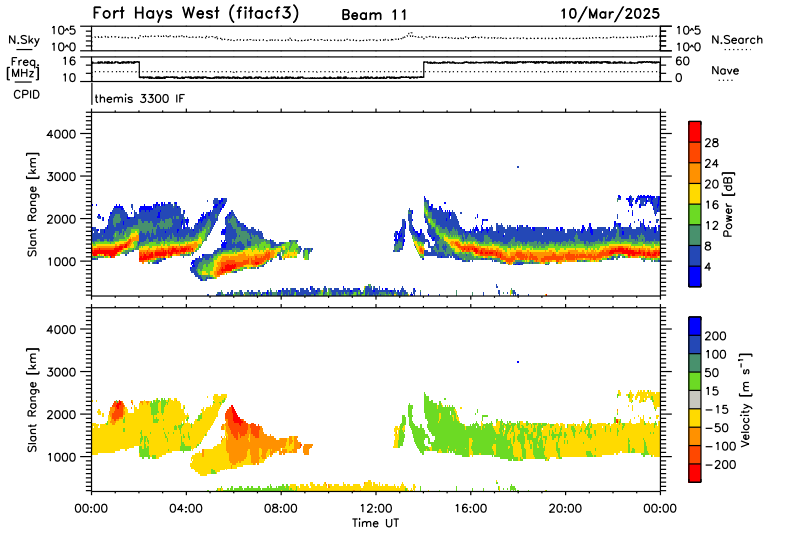 Fort Hays West (fitacf3) Beam 11 10/Mar/2025
N.Sky 10^5 10^0 10^5 10^0 N.Search
Freq. [MHz] 16 10 60 0 Nave
CPID themis 3300 IF
Slant Range [km] 4000 3000 2000 1000
Power [dB] 28 24 20 16 12 8 4
Slant Range [km] 4000 3000 2000 1000
Velocity [m s⁻¹] 200 100 50 15 −15 −50 −100 −200
00:00 04:00 08:00 12:00 16:00 20:00 00:00
Time UT